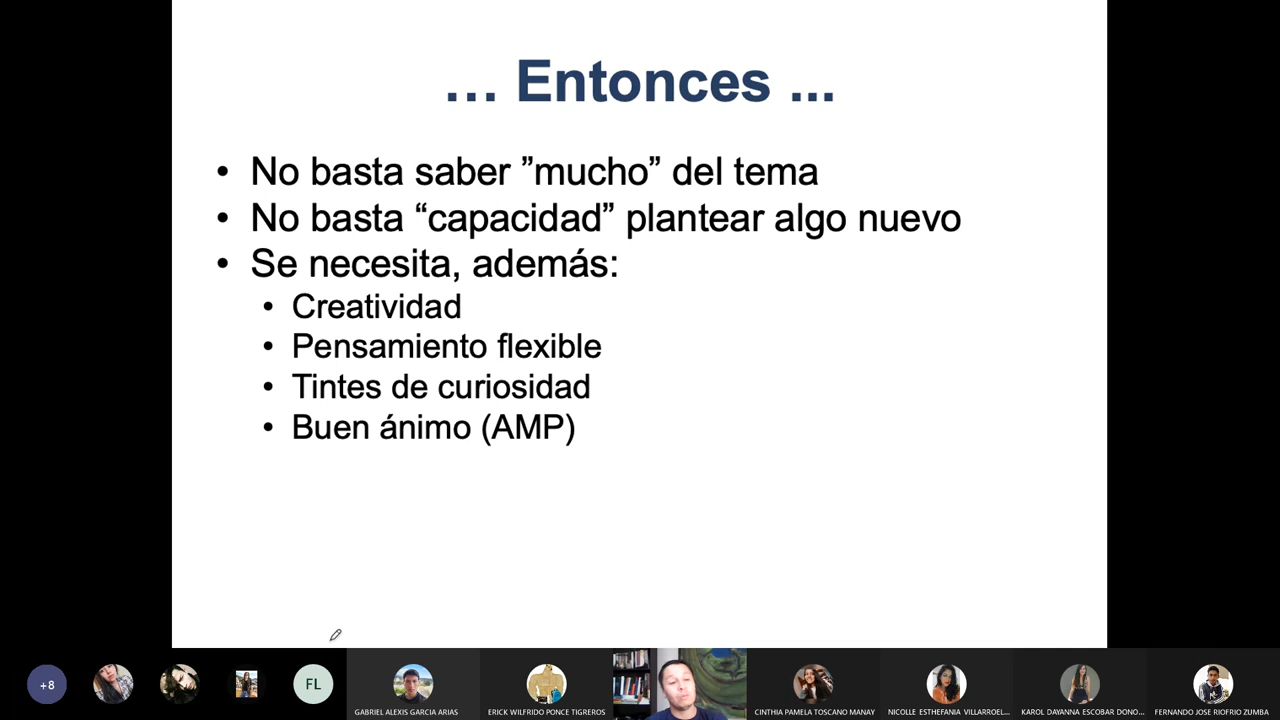 … Entonces ...
• No basta saber ”mucho” del tema
• No basta “capacidad” plantear algo nuevo
• Se necesita, además:
• Creatividad
• Pensamiento flexible
• Tintes de curiosidad
• Buen ánimo (AMP)
+8
FL
GABRIEL ALEXIS GARCIA ARIAS
ERICK WILFRIDO PONCE TIGREROS
CINTHIA PAMELA TOSCANO MANAY
NICOLLE ESTHEFANIA VILLARROEL...
KAROL DAYANNA ESCOBAR DONO...
FERNANDO JOSE RIOFRIO ZUMBA